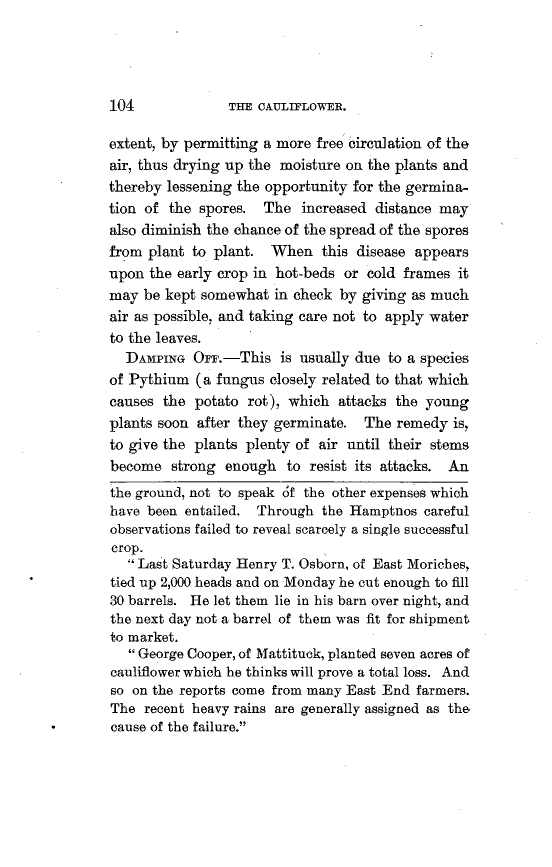 104 THE CAULIFLOWER.
extent, by permitting a more free circulation of the
air, thus drying up the moisture on the plants and
thereby lessening the opportunity for the germina-
tion of the spores. The increased distance may
also diminish the chance of the spread of the spores
from plant to plant. When this disease appears
upon the early crop in hot-beds or cold frames it
may be kept somewhat in check by giving as much
air as possible, and taking care not to apply water
to the leaves.
DAMPING OFF.—This is usually due to a species
of Pythium (a fungus closely related to that which
causes the potato rot), which attacks the young
plants soon after they germinate. The remedy is,
to give the plants plenty of air until their stems
become strong enough to resist its attacks. An
the ground, not to speak of the other expenses which
have been entailed. Through the Hamptnos careful
observations failed to reveal scarcely a single successful
crop.
"Last Saturday Henry T. Osborn, of East Moriches,
tied up 2,000 heads and on Monday he cut enough to fill
30 barrels. He let them lie in his barn over night, and
the next day not a barrel of them was fit for shipment
to market.
"George Cooper, of Mattituck, planted seven acres of
cauliflower which he thinks will prove a total loss. And
so on the reports come from many East End farmers.
The recent heavy rains are generally assigned as the
cause of the failure."